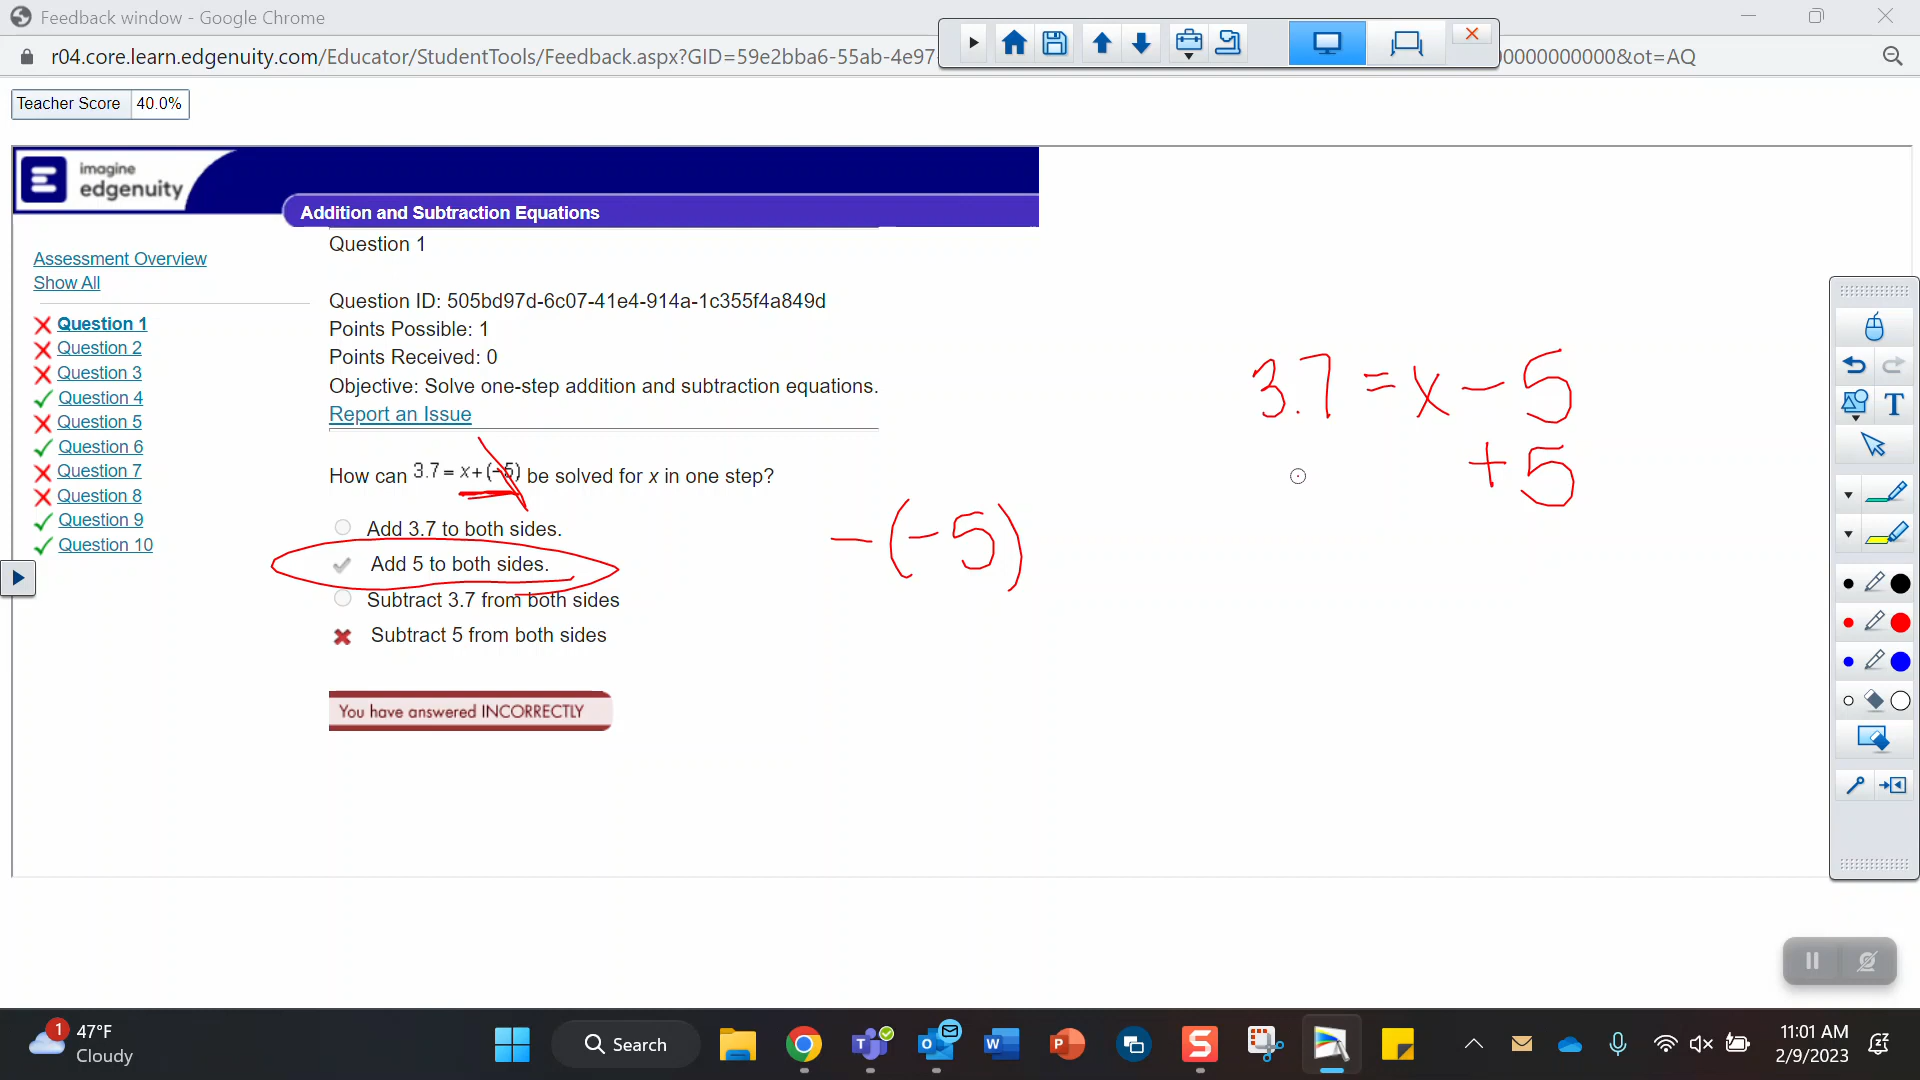 Feedback window - Google Chrome
r04.core.learn.edgenuity.com/Educator/StudentTools/Feedback.aspx?GID=59e2bba6-55ab-4e97- 0000000000&ot=AQ
Teacher Score 40.0%
imagine
edgenuity
Addition and Subtraction Equations
Question 1
Assessment Overview
Show All
Question 1
Question 2
Question 3
Question 4
Question 5
Question 6
Question 7
Question 8
Question 9
Question 10
Question ID: 505bd97d-6c07-41e4-914a-1c355f4a849d
Points Possible: 1
Points Received: 0
Objective: Solve one-step addition and subtraction equations.
Report an Issue
How can 3.7 = x+(-5) be solved for x in one step?
Add 3.7 to both sides.
Add 5 to both sides.
Subtract 3.7 from both sides
Subtract 5 from both sides
You have answered INCORRECTLY
-(-5)
3.7 = x - 5
+ 5
T
1
47°F
Cloudy
Search
11:01 AM
2/9/2023